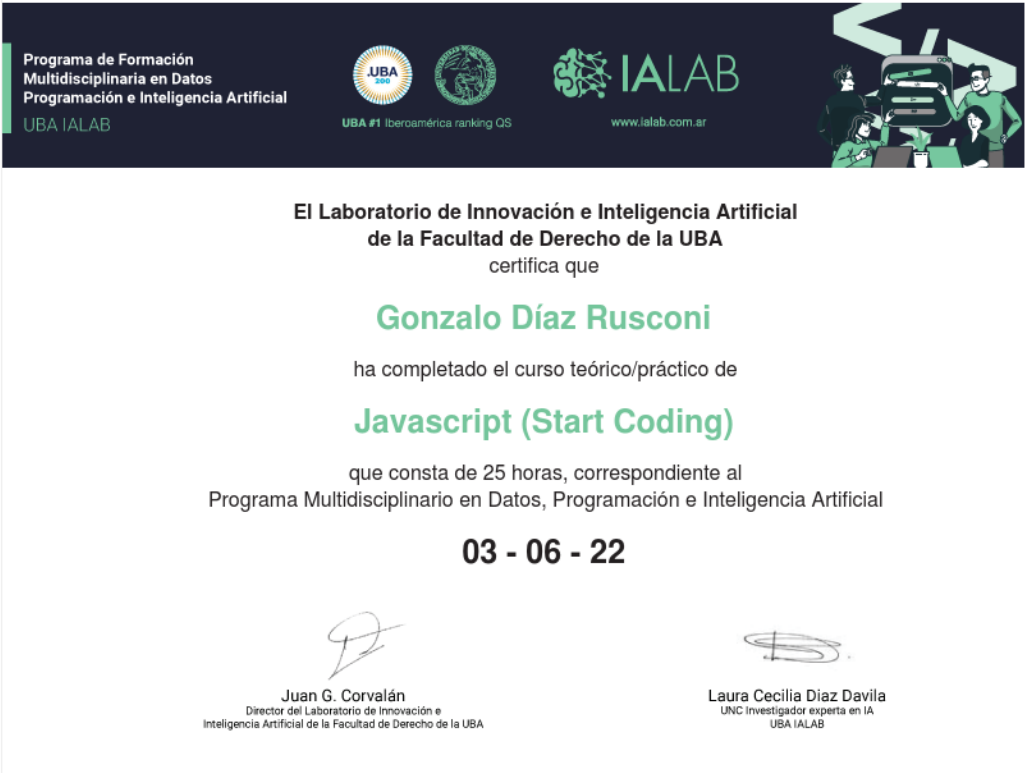 Programa de Formación
Multidisciplinaria en Datos
Programación e Inteligencia Artificial
UBA IALAB
.UBA
200
UBA #1 Iberoamérica ranking QS
IALAB
www.ialab.com.ar
El Laboratorio de Innovación e Inteligencia Artificial
de la Facultad de Derecho de la UBA
certifica que
Gonzalo Díaz Rusconi
ha completado el curso teórico/práctico de
Javascript (Start Coding)
que consta de 25 horas, correspondiente al
Programa Multidisciplinario en Datos, Programación e Inteligencia Artificial
03 - 06 - 22
Juan G. Corvalán
Director del Laboratorio de Innovación e
Inteligencia Artificial de la Facultad de Derecho de la UBA
Laura Cecilia Diaz Davila
UNC Investigador experta en IA
UBA IALAB